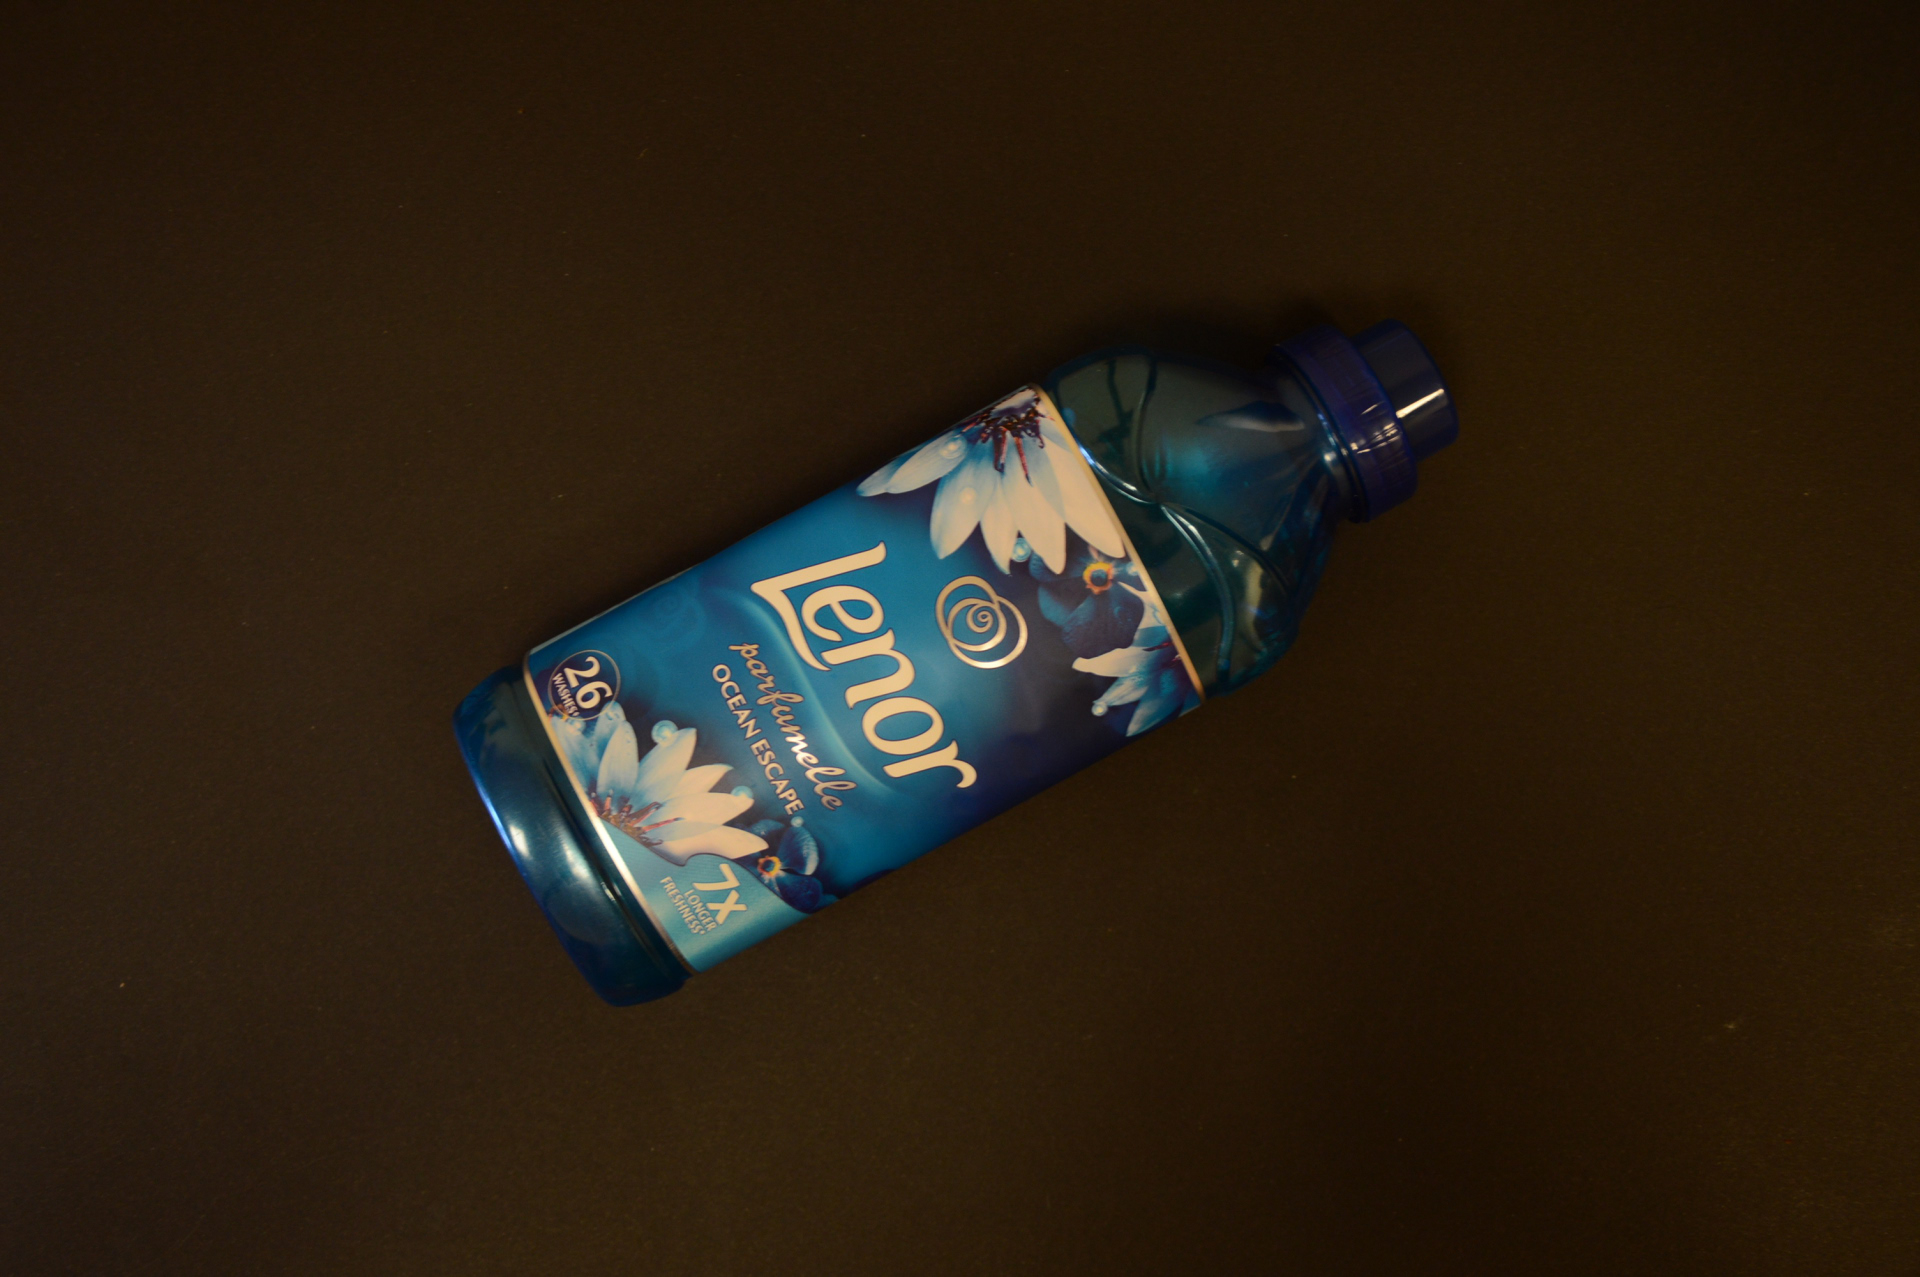 Lenor
parfumelle
OCEAN ESCAPE
26
WASHES*
7x
LONGER
FRESHNESS†